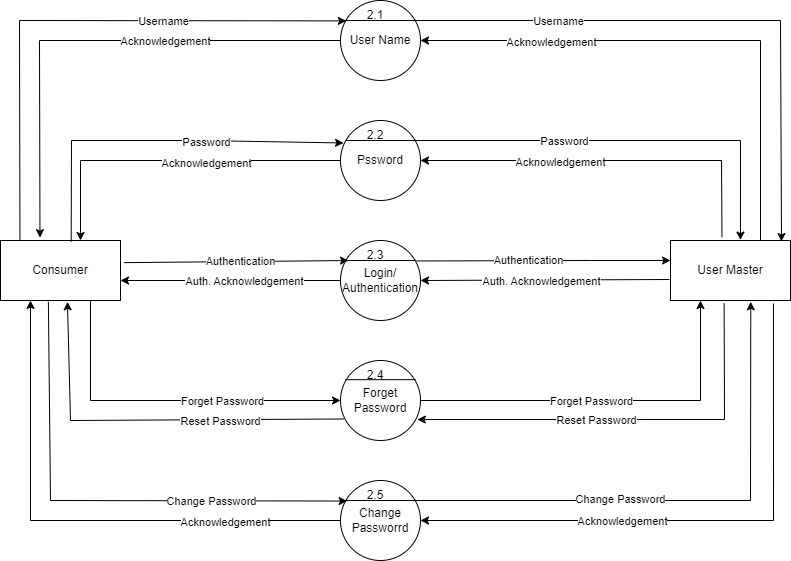 2.1
Username
Username
User Name
Acknowledgement
Acknowledgement
2.2
Password
Password
Pssword
Acknowledgement
Acknowledgement
2.3
Authentication
Authentication
Consumer
Login/
Authentication
User Master
Auth. Acknowledgement
Auth. Acknowledgement
2.4
Forget
Password
Forget Password
Forget Password
Reset Password
Reset Password
2.5
Change Password
Change Password
Change
Passworrd
Acknowledgement
Acknowledgement